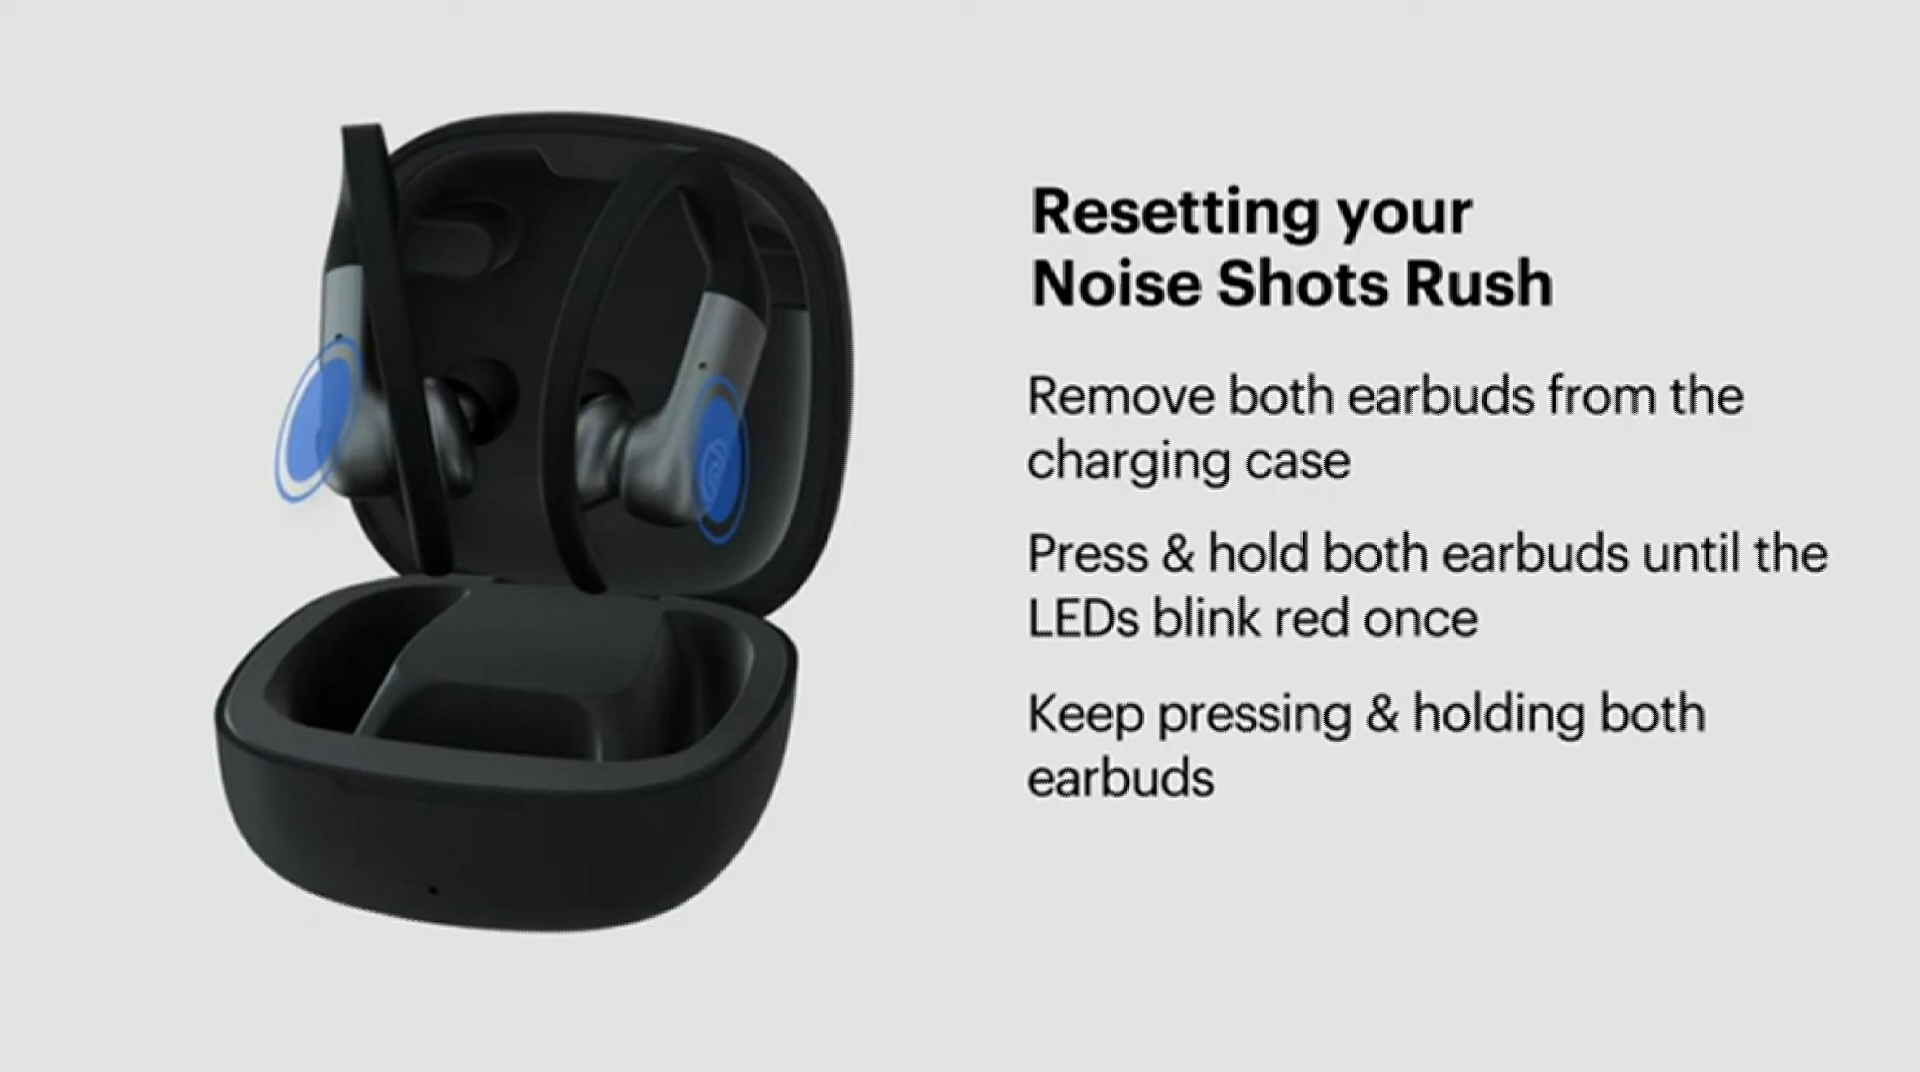 Resetting your
Noise Shots Rush
Remove both earbuds from the
charging case
Press & hold both earbuds until the
LEDs blink red once
Keep pressing & holding both
earbuds